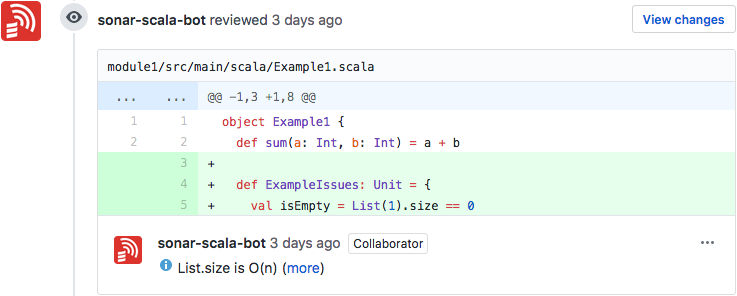 sonar-scala-bot reviewed 3 days ago View changes
module1/src/main/scala/Example1.scala
... ... @@ -1,3 +1,8 @@
1 1 object Example1 {
2 2 def sum(a: Int, b: Int) = a + b
3 +
4 + def ExampleIssues: Unit = {
5 + val isEmpty = List(1).size == 0
sonar-scala-bot 3 days ago Collaborator ...
i List.size is O(n) (more)